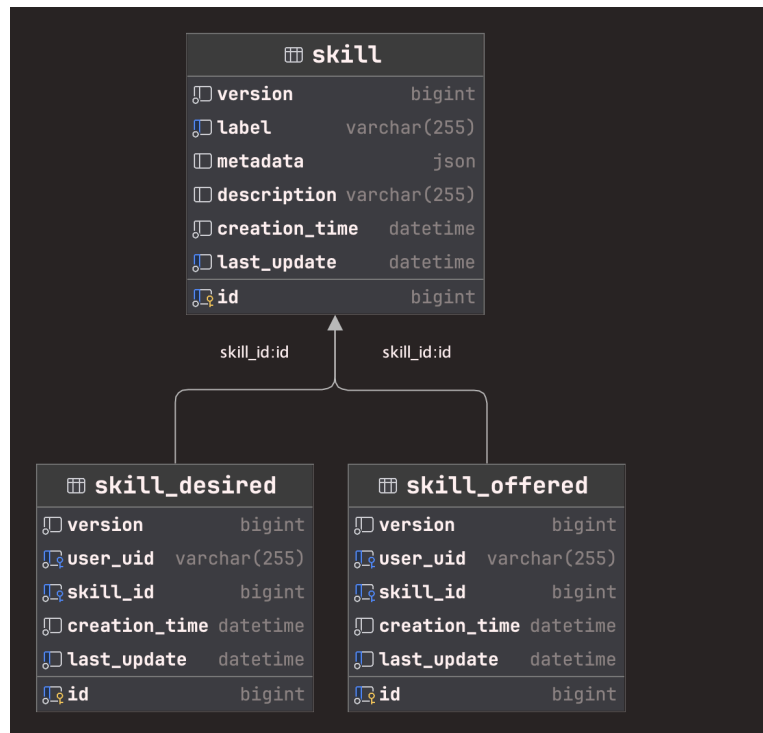 skill
version bigint
label varchar(255)
metadata json
description varchar(255)
creation_time datetime
last_update datetime
id bigint
skill_id:id skill_id:id
skill_desired
version bigint
user_uid varchar(255)
skill_id bigint
creation_time datetime
last_update datetime
id bigint
skill_offered
version bigint
user_uid varchar(255)
skill_id bigint
creation_time datetime
last_update datetime
id bigint